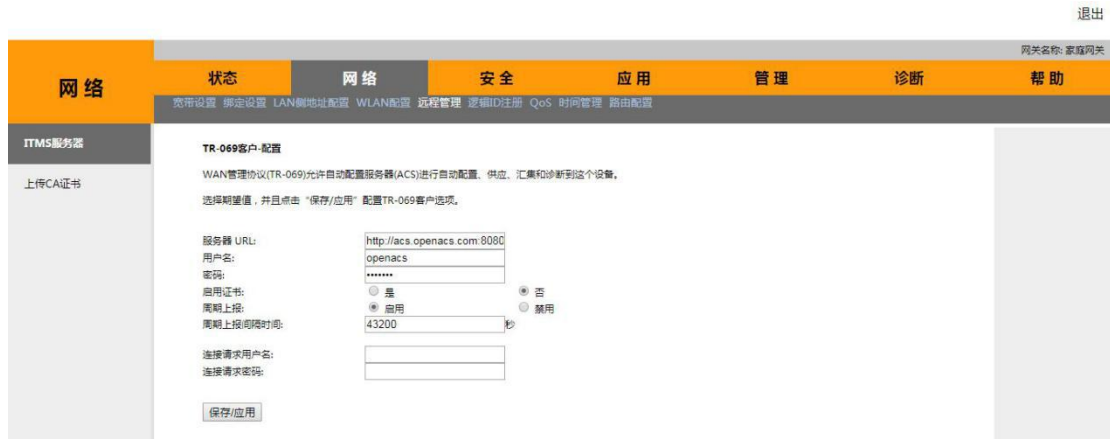 退出
网关名称: 家庭网关
网络
状态 网络 安全 应用 管理 诊断 帮助
宽带设置 绑定设置 LAN侧地址配置 WLAN配置 远程管理 逻辑ID注册 QoS 时间管理 路由配置
ITMS服务器
上传CA证书
TR-069客户-配置
WAN管理协议(TR-069)允许自动配置服务器(ACS)进行自动配置、供应、汇集和诊断到这个设备。
选择期望值，并且点击 “保存/应用” 配置TR-069客户选项。
服务器 URL: http://acs.openacs.com:8080
用户名: openacs
密码: •••••••
启用证书: 是 否
周期上报: 启用 禁用
周期上报间隔时间: 43200 秒
连接请求用户名:
连接请求密码:
保存/应用